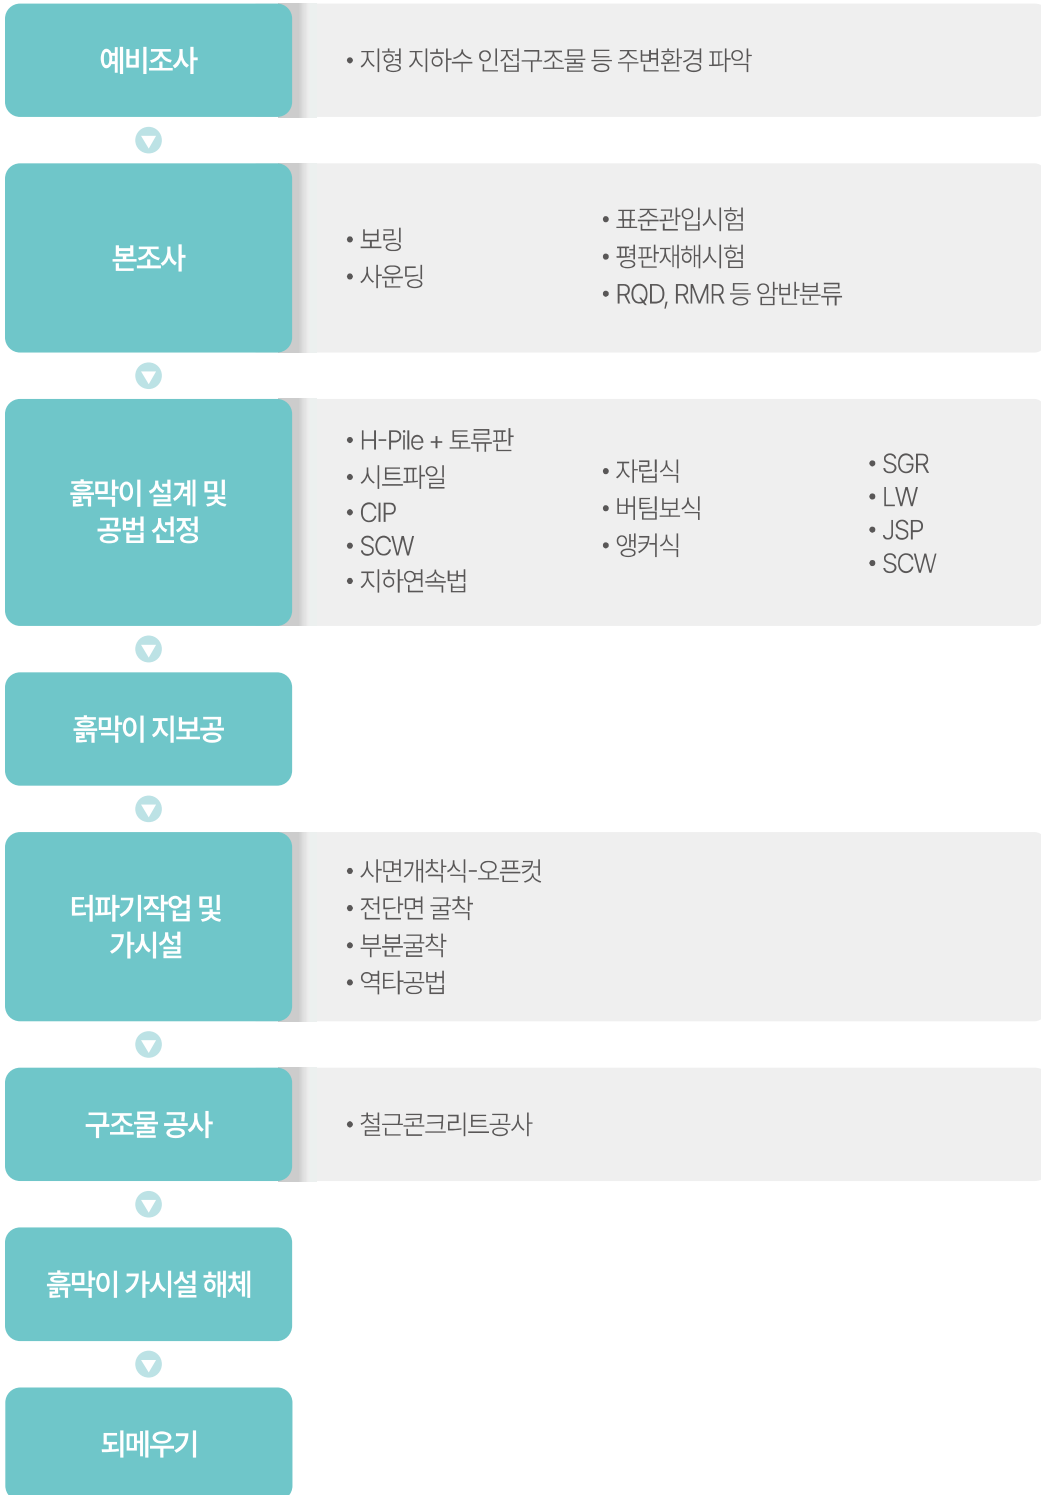 예비조사
• 지형 지하수 인접구조물 등 주변환경 파악
본조사
• 보링
• 사운딩
• 표준관입시험
• 평판재해시험
• RQD, RMR 등 암반분류
흙막이 설계 및
공법 선정
• H-Pile + 토류판
• 시트파일
• CIP
• SCW
• 지하연속법
• 자립식
• 버팀보식
• 앵커식
• SGR
• LW
• JSP
• SCW
흙막이 지보공
터파기작업 및
가시설
• 사면개착식-오픈컷
• 전단면 굴착
• 부분굴착
• 역타공법
구조물 공사
• 철근콘크리트공사
흙막이 가시설 해체
되메우기